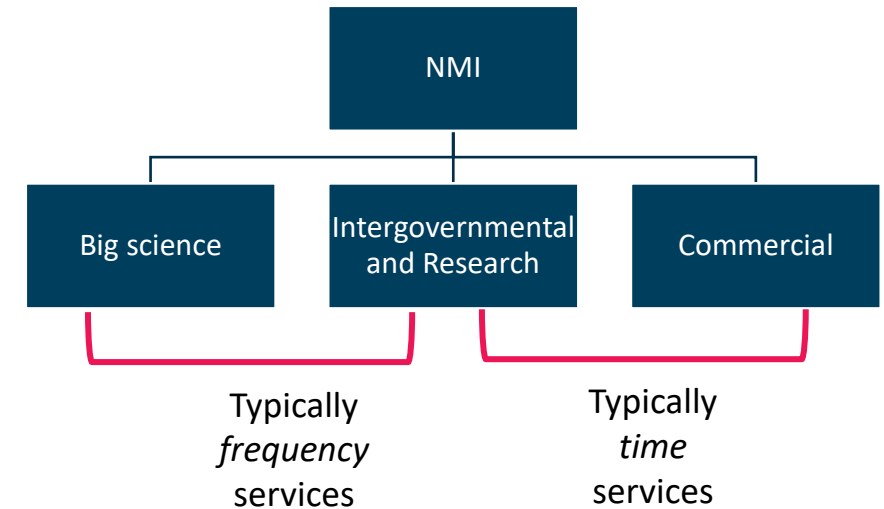 NMI
Big science
Intergovernmental
and Research
Commercial
Typically
frequency
services
Typically
time
services